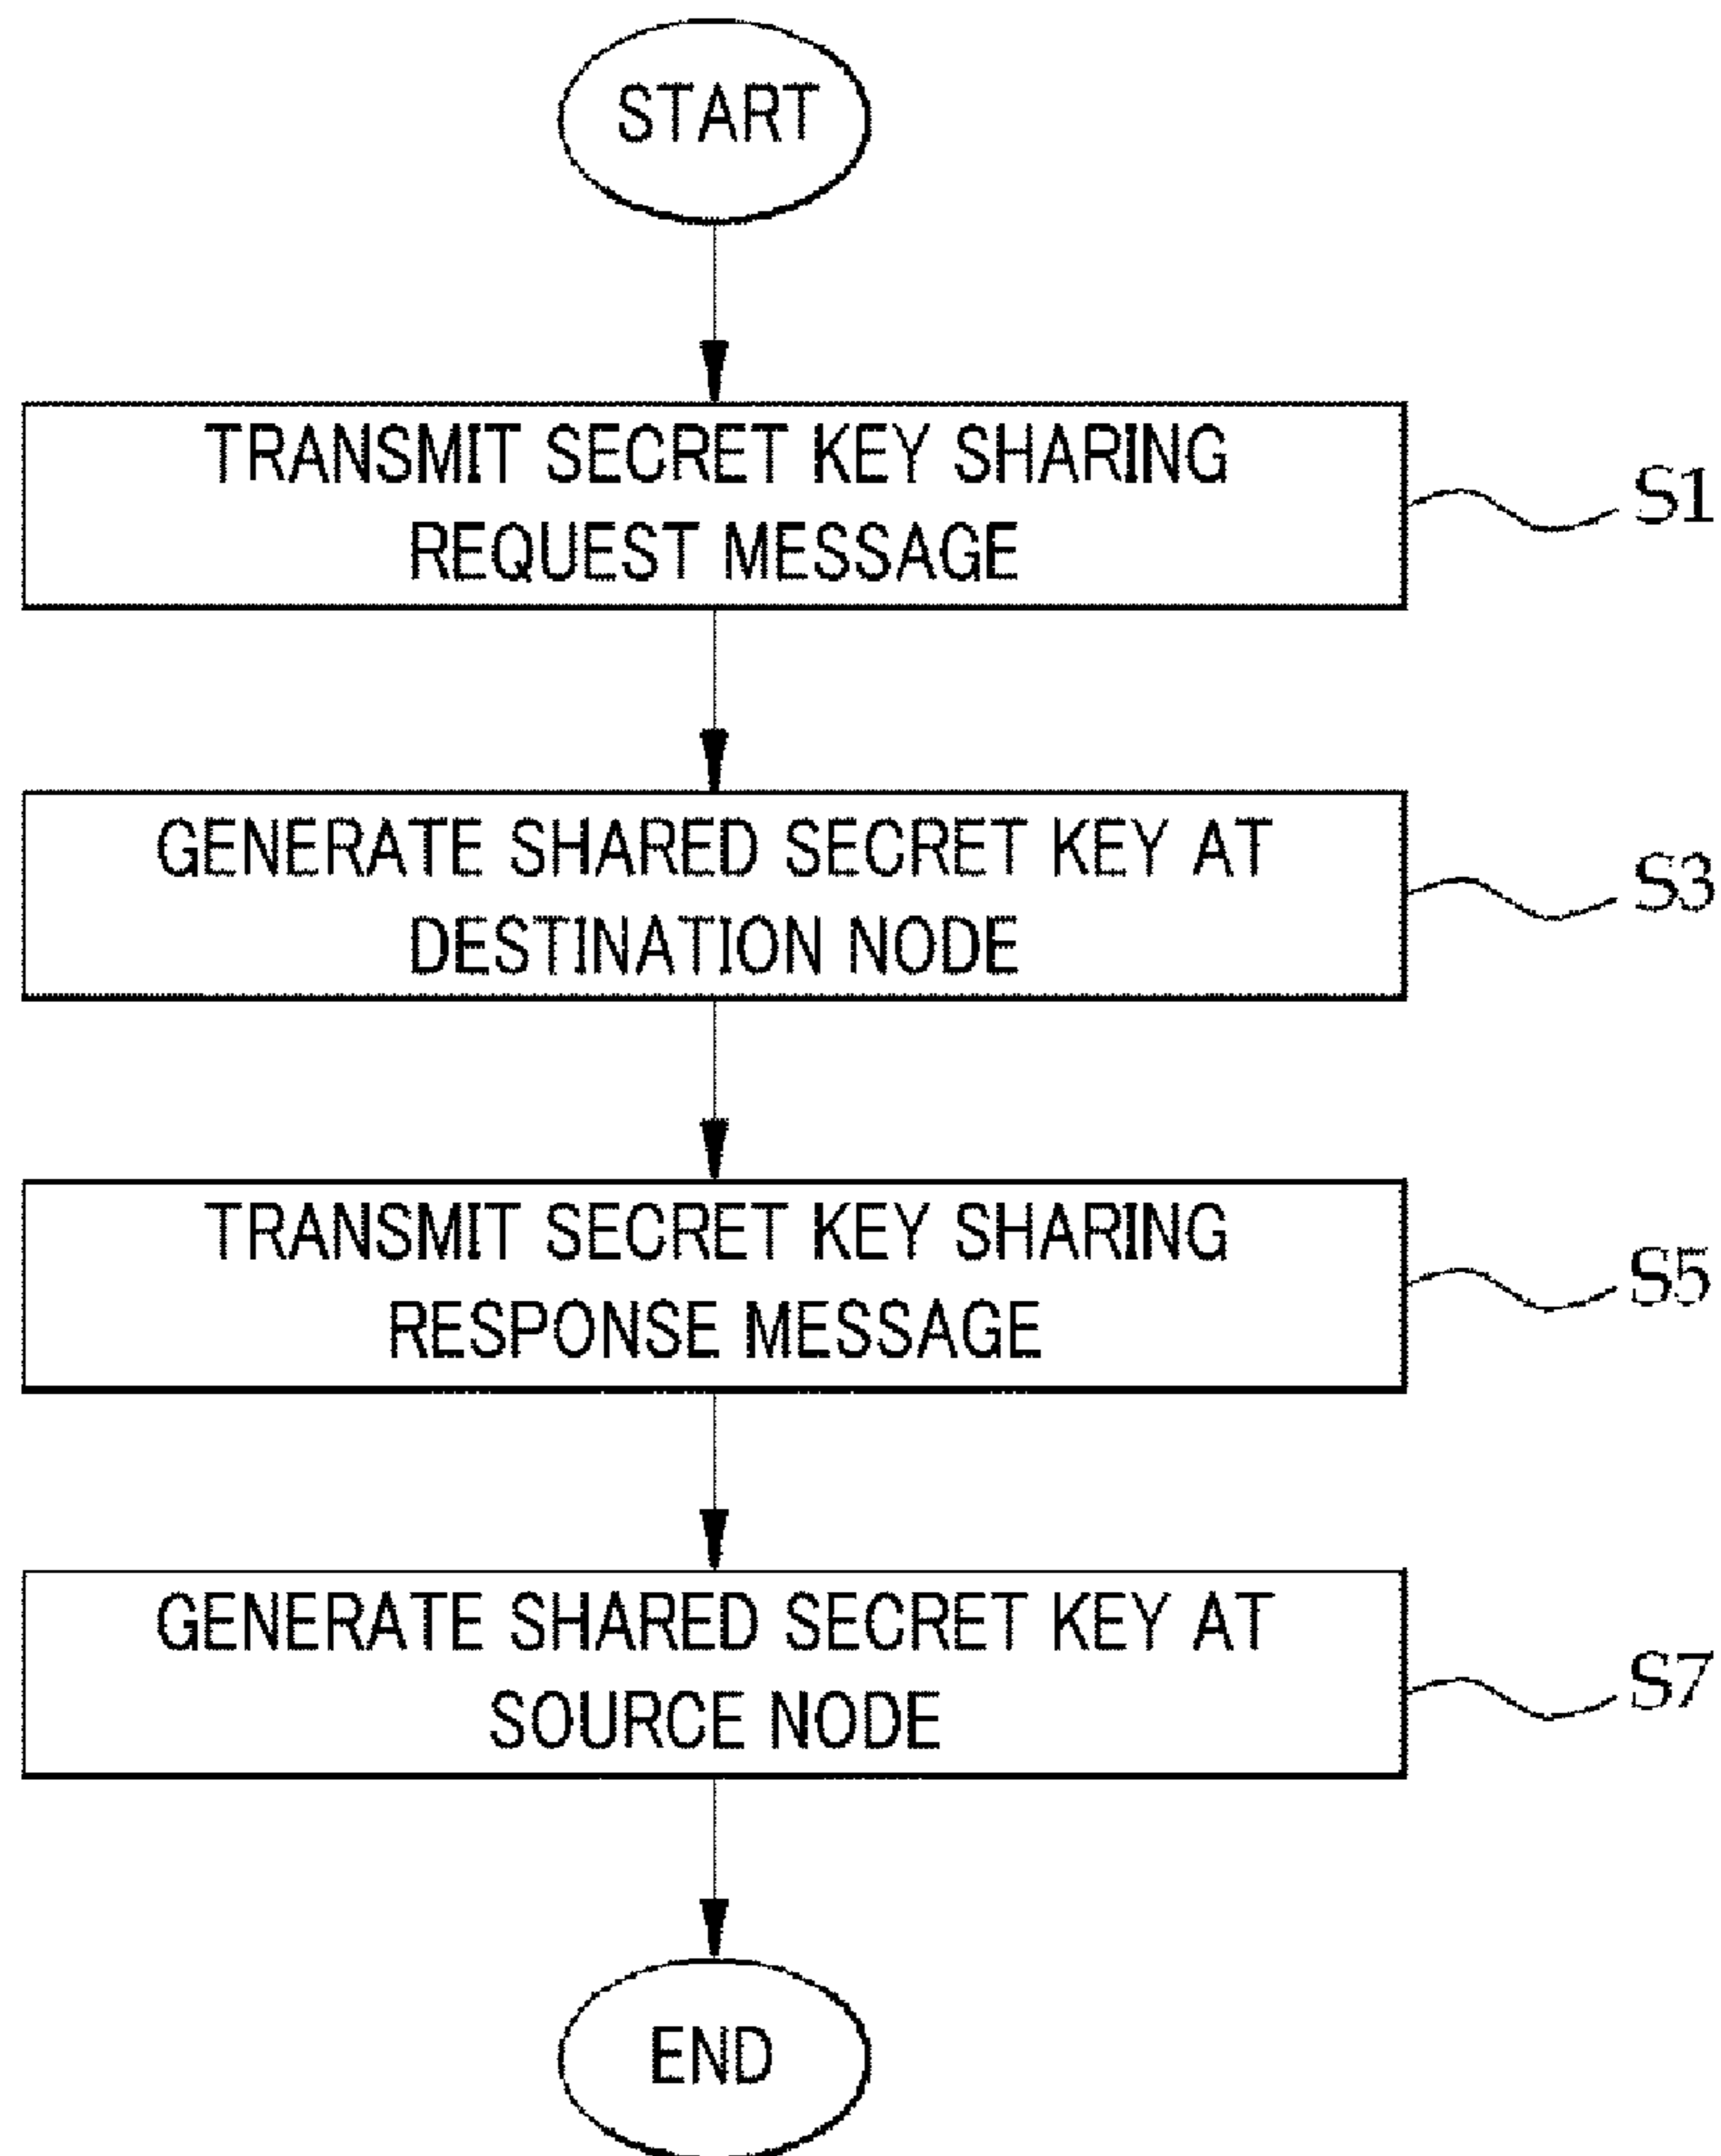 START
TRANSMIT SECRET KEY SHARING
REQUEST MESSAGE
S1
GENERATE SHARED SECRET KEY AT
DESTINATION NODE
S3
TRANSMIT SECRET KEY SHARING
RESPONSE MESSAGE
S5
GENERATE SHARED SECRET KEY AT
SOURCE NODE
S7
END